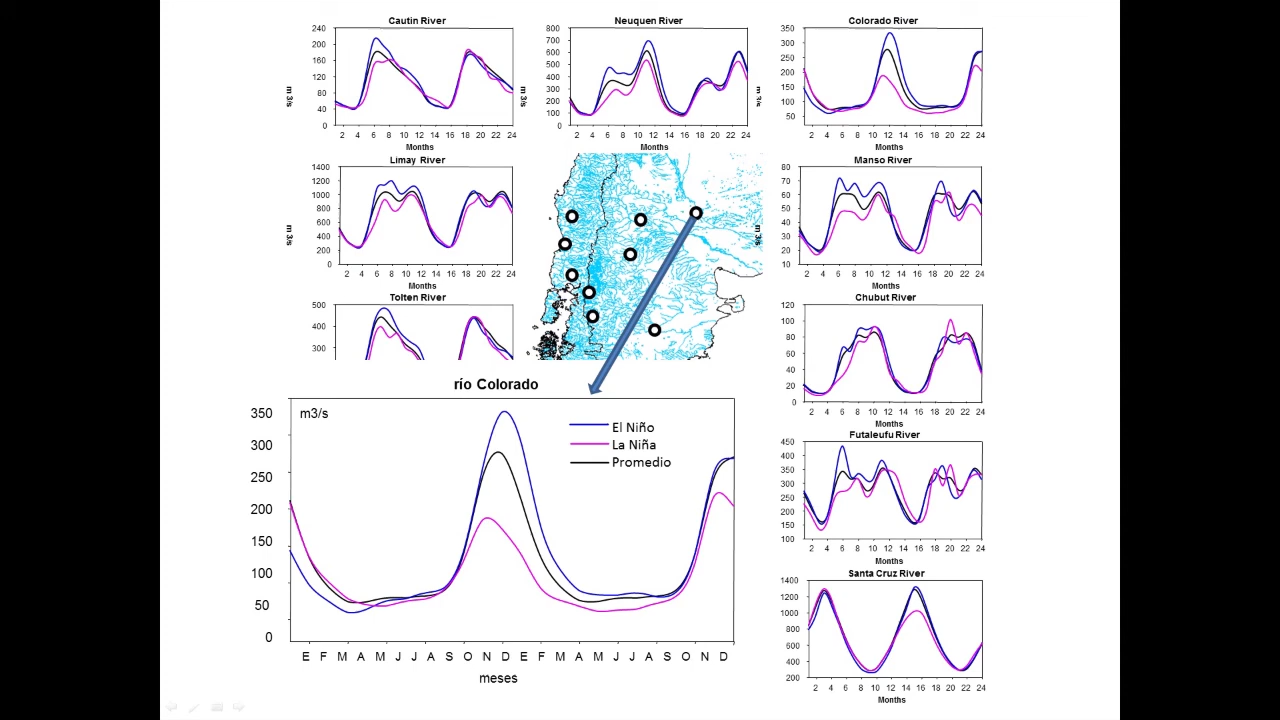 Cautin River
240
200
160
120
80
40
0
m 3/s
2 4 6 8 10 12 14 16 18 20 22 24
Months
Neuquen River
800
700
600
500
400
300
200
100
0
m 3/s
2 4 6 8 10 12 14 16 18 20 22 24
Months
Colorado River
350
300
250
200
150
100
50
m 3/s
2 4 6 8 10 12 14 16 18 20 22 24
Months
Limay River
1400
1200
1000
800
600
400
200
0
m 3/s
2 4 6 8 10 12 14 16 18 20 22 24
Months
Manso River
80
70
60
50
40
30
20
10
m 3/s
2 4 6 8 10 12 14 16 18 20 22 24
Months
Tolten River
500
400
300
Chubut River
120
100
80
60
40
20
0
2 4 6 8 10 12 14 16 18 20 22 24
Months
río Colorado
m3/s
350
300
250
200
150
100
50
0
El Niño
La Niña
Promedio
E F M A M J J A S O N D E F M A M J J A S O N D
meses
Futaleufu River
450
400
350
300
250
200
150
100
2 4 6 8 10 12 14 16 18 20 22 24
Months
Santa Cruz River
1400
1200
1000
800
600
400
200
2 4 6 8 10 12 14 16 18 20 22 24
Months